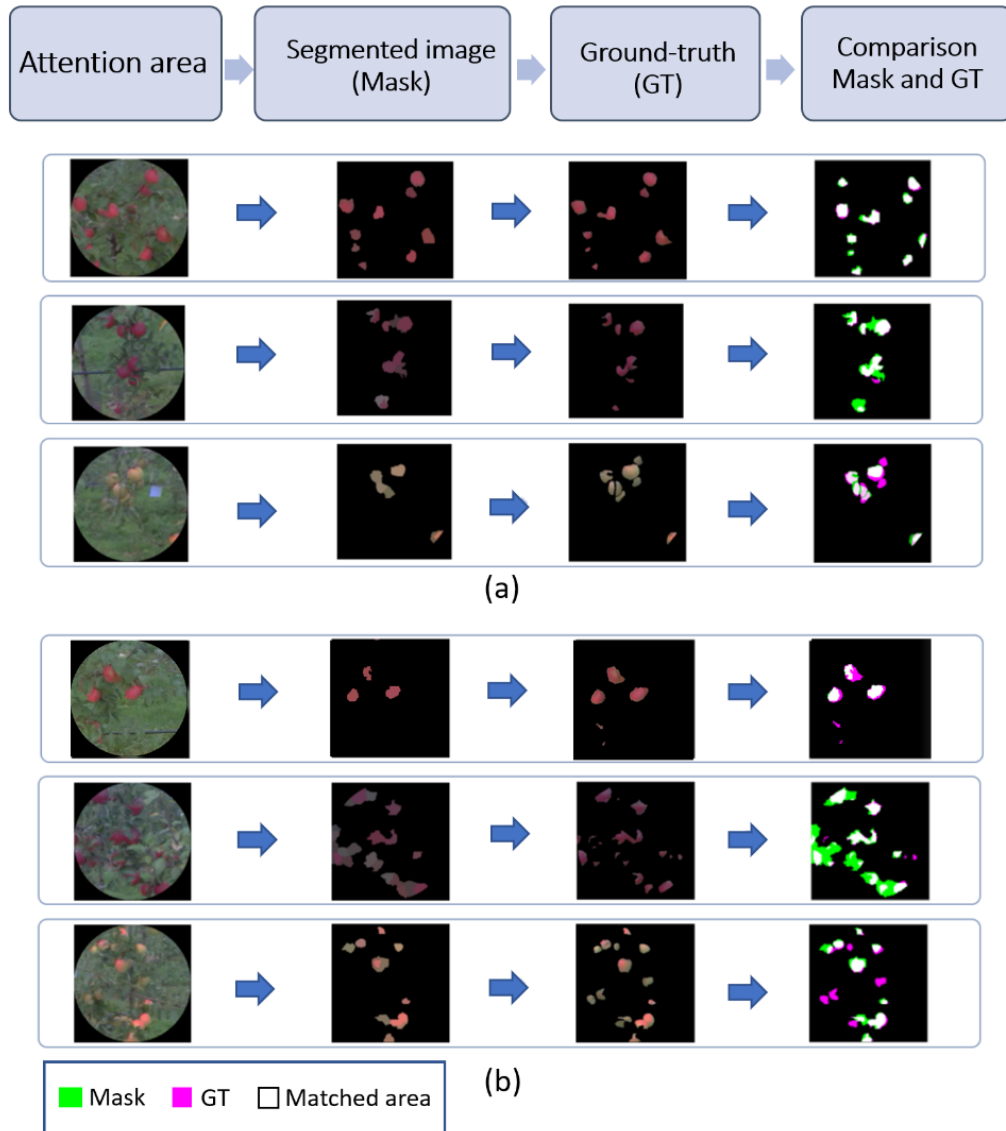 Attention area
Segmented image
(Mask)
Ground-truth
(GT)
Comparison
Mask and GT
(a)
(b)
Mask
GT
Matched area